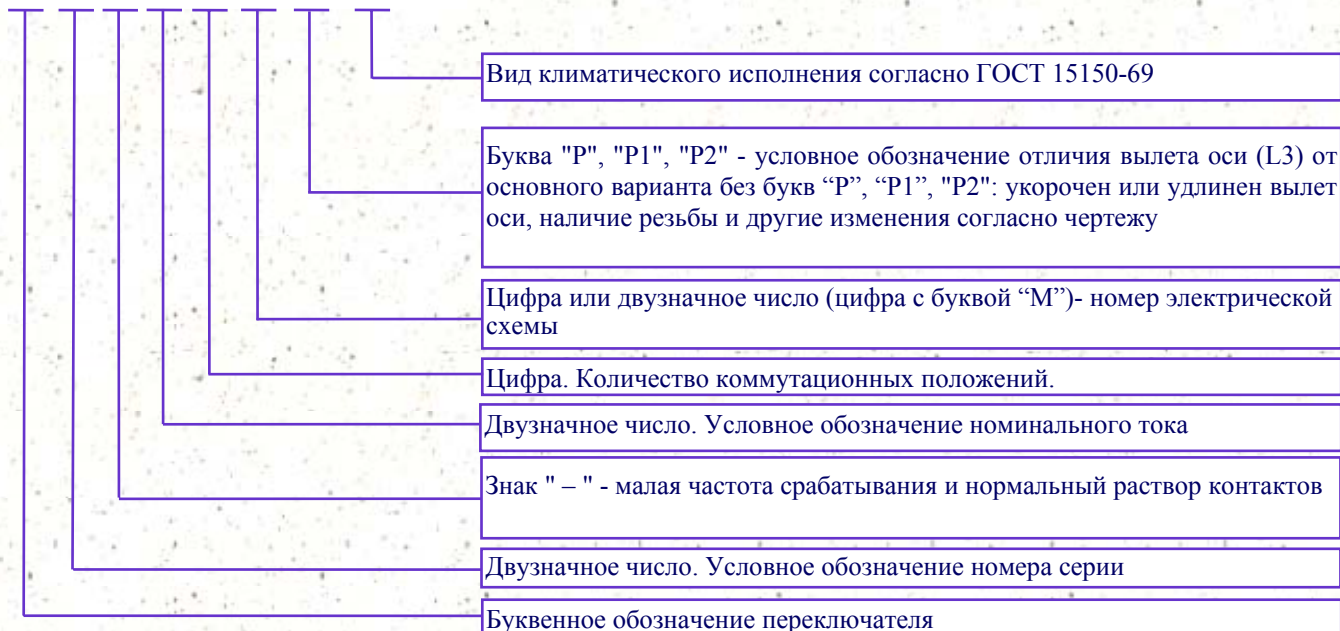 Вид климатического исполнения согласно ГОСТ 15150-69
Буква "Р", "Р1", "Р2" - условное обозначение отличия вылета оси (L3) от
основного варианта без букв “Р”, “Р1”, "Р2": укорочен или удлинен вылет
оси, наличие резьбы и другие изменения согласно чертежу
Цифра или двузначное число (цифра с буквой “М”)- номер электрической
схемы
Цифра. Количество коммутационных положений.
Двузначное число. Условное обозначение номинального тока
Знак " – " - малая частота срабатывания и нормальный раствор контактов
Двузначное число. Условное обозначение номера серии
Буквенное обозначение переключателя